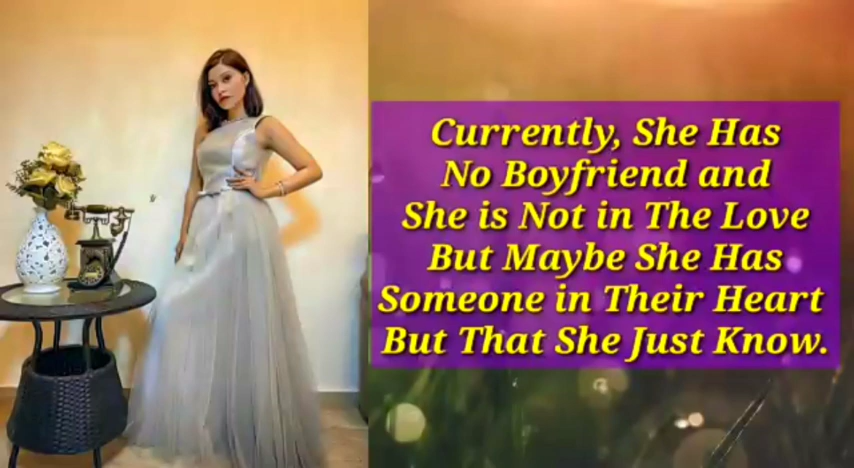 Currently, She Has
No Boyfriend and
She is Not in The Love
But Maybe She Has
Someone in Their Heart
But That She Just Know.